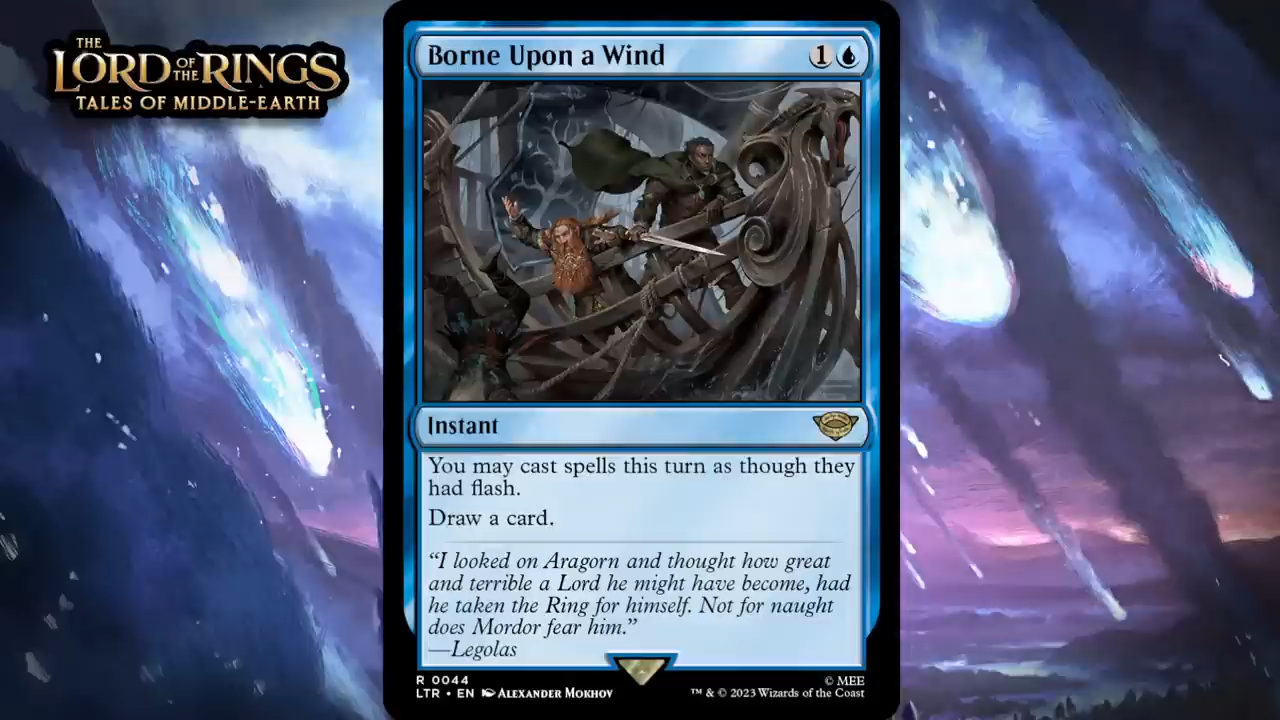 THE
LORD OF THE RINGS
TALES OF MIDDLE-EARTH
Borne Upon a Wind 1
Instant
You may cast spells this turn as though they
had flash.
Draw a card.
“I looked on Aragorn and thought how great
and terrible a Lord he might have become, had
he taken the Ring for himself. Not for naught
does Mordor fear him.”
—Legolas
R 0044
LTR • EN ALEXANDER MOKHOV
© MEE
™ & © 2023 Wizards of the Coast